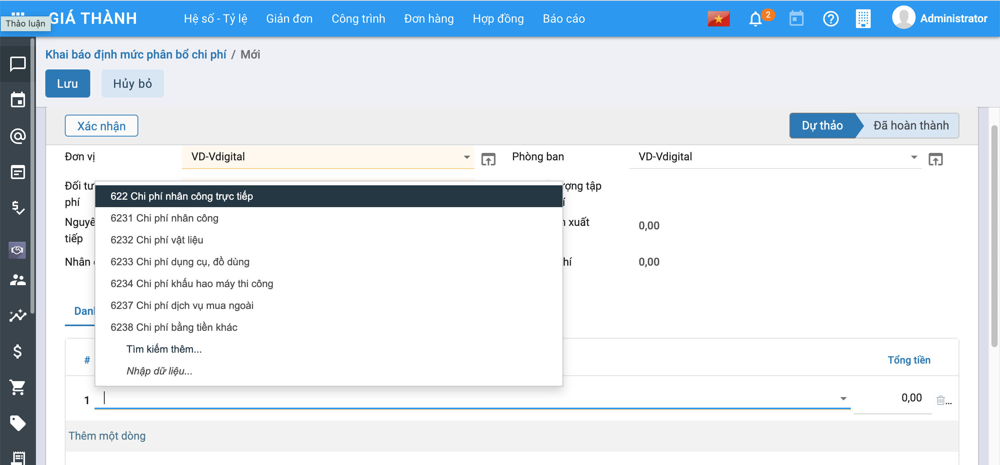 Thảo luận
GIÁ THÀNH
Hệ số - Tỷ lệ
Giản đơn
Công trình
Đơn hàng
Hợp đồng
Báo cáo
2
Administrator
Khai báo định mức phân bổ chi phí / Mới
Lưu
Hủy bỏ
Xác nhận
Dự thảo
Đã hoàn thành
Đơn vị
VD-Vdigital
Phòng ban
VD-Vdigital
Đối
phí
tập
622 Chi phí nhân công trực tiếp
6231 Chi phí nhân công
6232 Chi phí vật liệu
6233 Chi phí dụng cụ, đồ dùng
6234 Chi phí khấu hao máy thi công
6237 Chi phí dịch vụ mua ngoài
6238 Chi phí bằng tiền khác
Tìm kiếm thêm...
Nhập dữ liệu...
tiếp
xuất
0,00
Nhân
0,00
#
Tổng tiền
1
0,00
...
Thêm một dòng